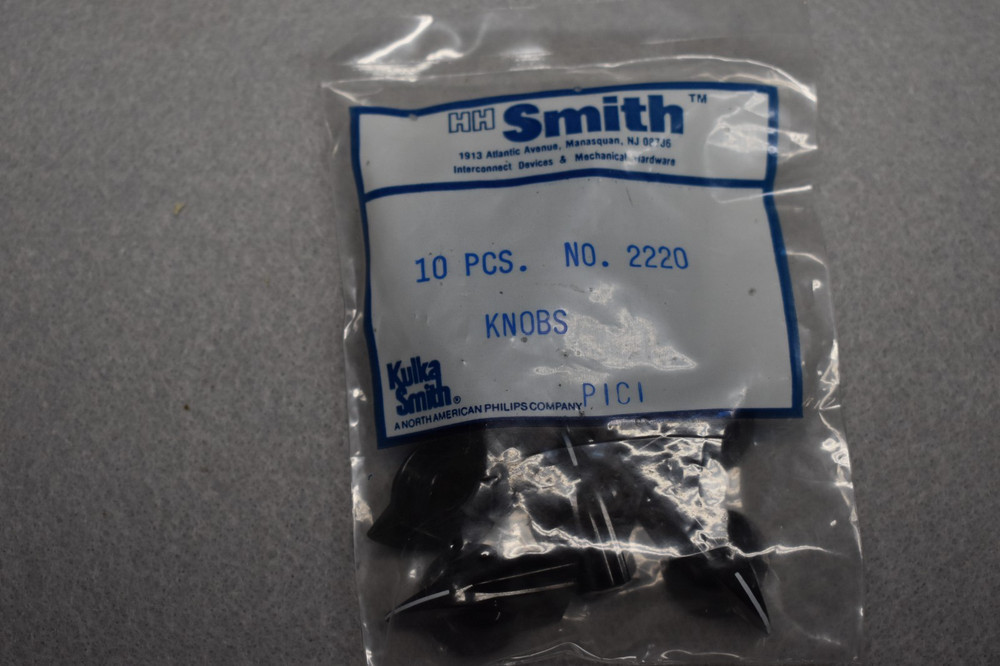 HH Smith™
1913 Atlantic Avenue, Manasquan, NJ
Interconnect Devices & Mechanical Hardware
10 PCS. NO. 2220
KNOBS
PICI
Kulka
Smith®
A NORTH AMERICAN PHILIPS COMPANY